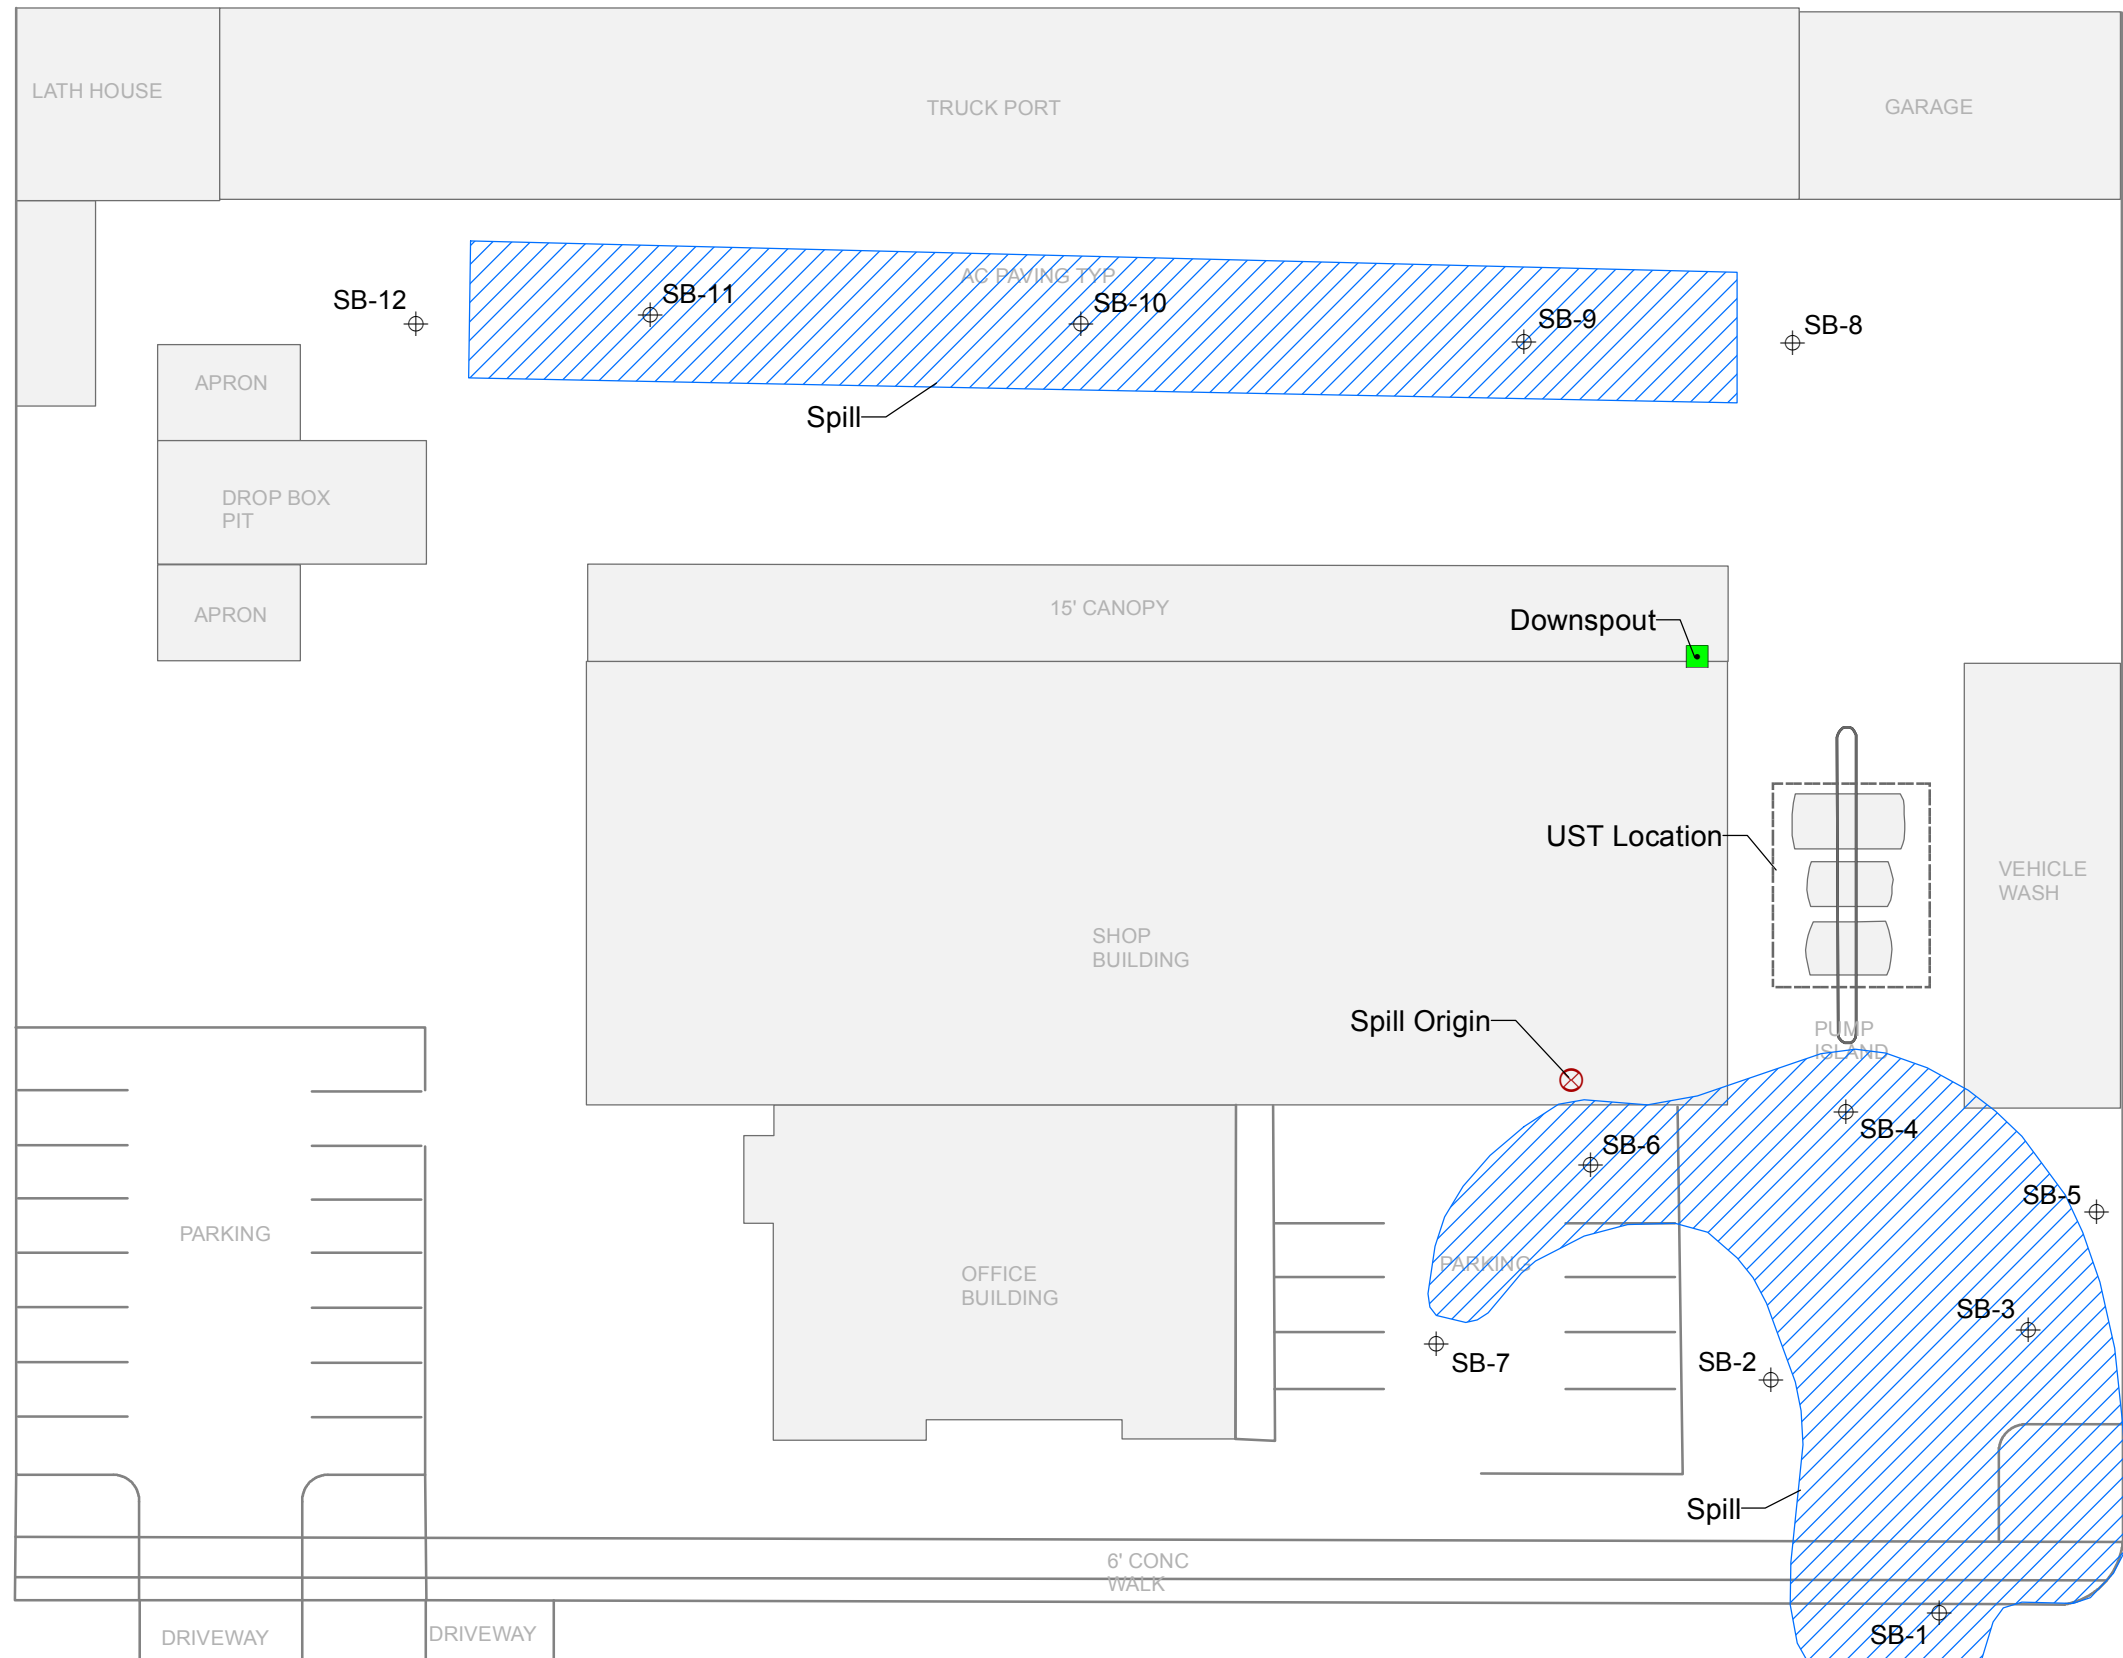 LATH HOUSE
TRUCK PORT
GARAGE
AC PAVING TYP
SB-12
SB-11
SB-10
SB-9
SB-8
APRON
Spill
DROP BOX
PIT
APRON
15' CANOPY
Downspout
UST Location
VEHICLE
WASH
SHOP
BUILDING
Spill Origin
PUMP
ISLAND
SB-4
SB-6
SB-5
PARKING
PARKING
OFFICE
BUILDING
SB-3
SB-7
SB-2
Spill
6' CONC
WALK
SB-1
DRIVEWAY
DRIVEWAY